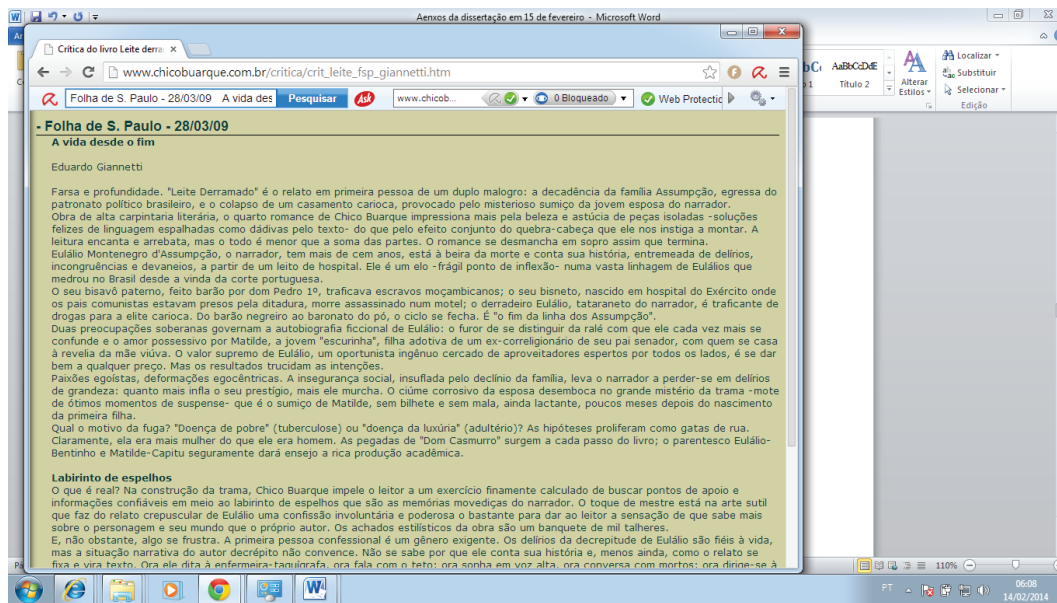 Aenxos da dissertação em 15 de fevereiro - Microsoft Word
Crítica do livro Leite derra
www.chicobuarque.com.br/critica/crit_leite_fsp_giannetti.htm
Folha de S. Paulo - 28/03/09 A vida des Pesquisar Ask www.chicob... 0 Bloqueado Web Protectio
AaBbCcDdE
Título 2
Alterar Estilos
Localizar
Substituir
Selecionar
Edição
- Folha de S. Paulo - 28/03/09
A vida desde o fim
Eduardo Giannetti
Farsa e profundidade. "Leite Derramado" é o relato em primeira pessoa de um duplo malogro: a decadência da família Assumpção, egressa do
patronato político brasileiro, e o colapso de um casamento carioca, provocado pelo misterioso sumiço da jovem esposa do narrador.
Obra de alta carpintaria literária, o quarto romance de Chico Buarque impressiona mais pela beleza e astúcia de peças isoladas -soluções
felizes de linguagem espalhadas como dádivas pelo texto- do que pelo efeito conjunto do quebra-cabeça que ele nos instiga a montar. A
leitura encanta e arrebata, mas o todo é menor que a soma das partes. O romance se desmancha em sopro assim que termina.
Eulálio Montenegro d'Assumpção, o narrador, tem mais de cem anos, está à beira da morte e conta sua história, entremeada de delírios,
incongruências e devaneios, a partir de um leito de hospital. Ele é um elo -frágil ponto de inflexão- numa vasta linhagem de Eulálios que
medrou no Brasil desde a vinda da corte portuguesa.
O seu bisavô paterno, feito barão por dom Pedro 1º, traficava escravos moçambicanos; o seu bisneto, nascido em hospital do Exército onde
os pais comunistas estavam presos pela ditadura, morre assassinado num motel; o derradeiro Eulálio, tataraneto do narrador, é traficante de
drogas para a elite carioca. Do barão negreiro ao baronato do pó, o ciclo se fecha. É "o fim da linha dos Assumpção".
Duas preocupações soberanas governam a autobiografia ficcional de Eulálio: o furor de se distinguir da ralé com que ele cada vez mais se
confunde e o amor possessivo por Matilde, a jovem "escurinha", filha adotiva de um ex-correligionário de seu pai senador, com quem se casa
à revelia da mãe viúva. O valor supremo de Eulálio, um oportunista ingênuo cercado de aproveitadores espertos por todos os lados, é se dar
bem a qualquer preço. Mas os resultados trucidam as intenções.
Paixões egoístas, deformações egocêntricas. A insegurança social, insuflada pelo declínio da família, leva o narrador a perder-se em delírios
de grandeza: quanto mais infla o seu prestígio, mais ele murcha. O ciúme corrosivo da esposa desemboca no grande mistério da trama -mote
de ótimos momentos de suspense- que é o sumiço de Matilde, sem bilhete e sem mala, ainda lactante, poucos meses depois do nascimento
da primeira filha.
Qual o motivo da fuga? "Doença de pobre" (tuberculose) ou "doença da luxúria" (adultério)? As hipóteses proliferam como gatas de rua.
Claramente, ela era mais mulher do que ele era homem. As pegadas de "Dom Casmurro" surgem a cada passo do livro; o parentesco Eulálio-
Bentinho e Matilde-Capitu seguramente dará ensejo a rica produção acadêmica.
Labirinto de espelhos
O que é real? Na construção da trama, Chico Buarque impele o leitor a um exercício finamente calculado de buscar pontos de apoio e
informações confiáveis em meio ao labirinto de espelhos que são as memórias movediças do narrador. O toque de mestre está na arte sutil
que faz do relato crepuscular de Eulálio uma confissão involuntária e poderosa o bastante para dar ao leitor a sensação de que sabe mais
sobre o personagem e seu mundo que o próprio autor. Os achados estilísticos da obra são um banquete de mil talheres.
E, não obstante, algo se frustra. A primeira pessoa confessional é um gênero exigente. Os delírios da decrepitude de Eulálio são fiéis à vida,
mas a situação narrativa do autor decrépito não convence. Não se sabe por que ele conta sua história e, menos ainda, como o relato se
fixa e vira texto. Ora ele dita à enfermeira-taquígrafa, ora fala com o teto; ora sonha em voz alta, ora conversa com mortos; ora dirige-se à
110%
PT
06:08
14/02/2014